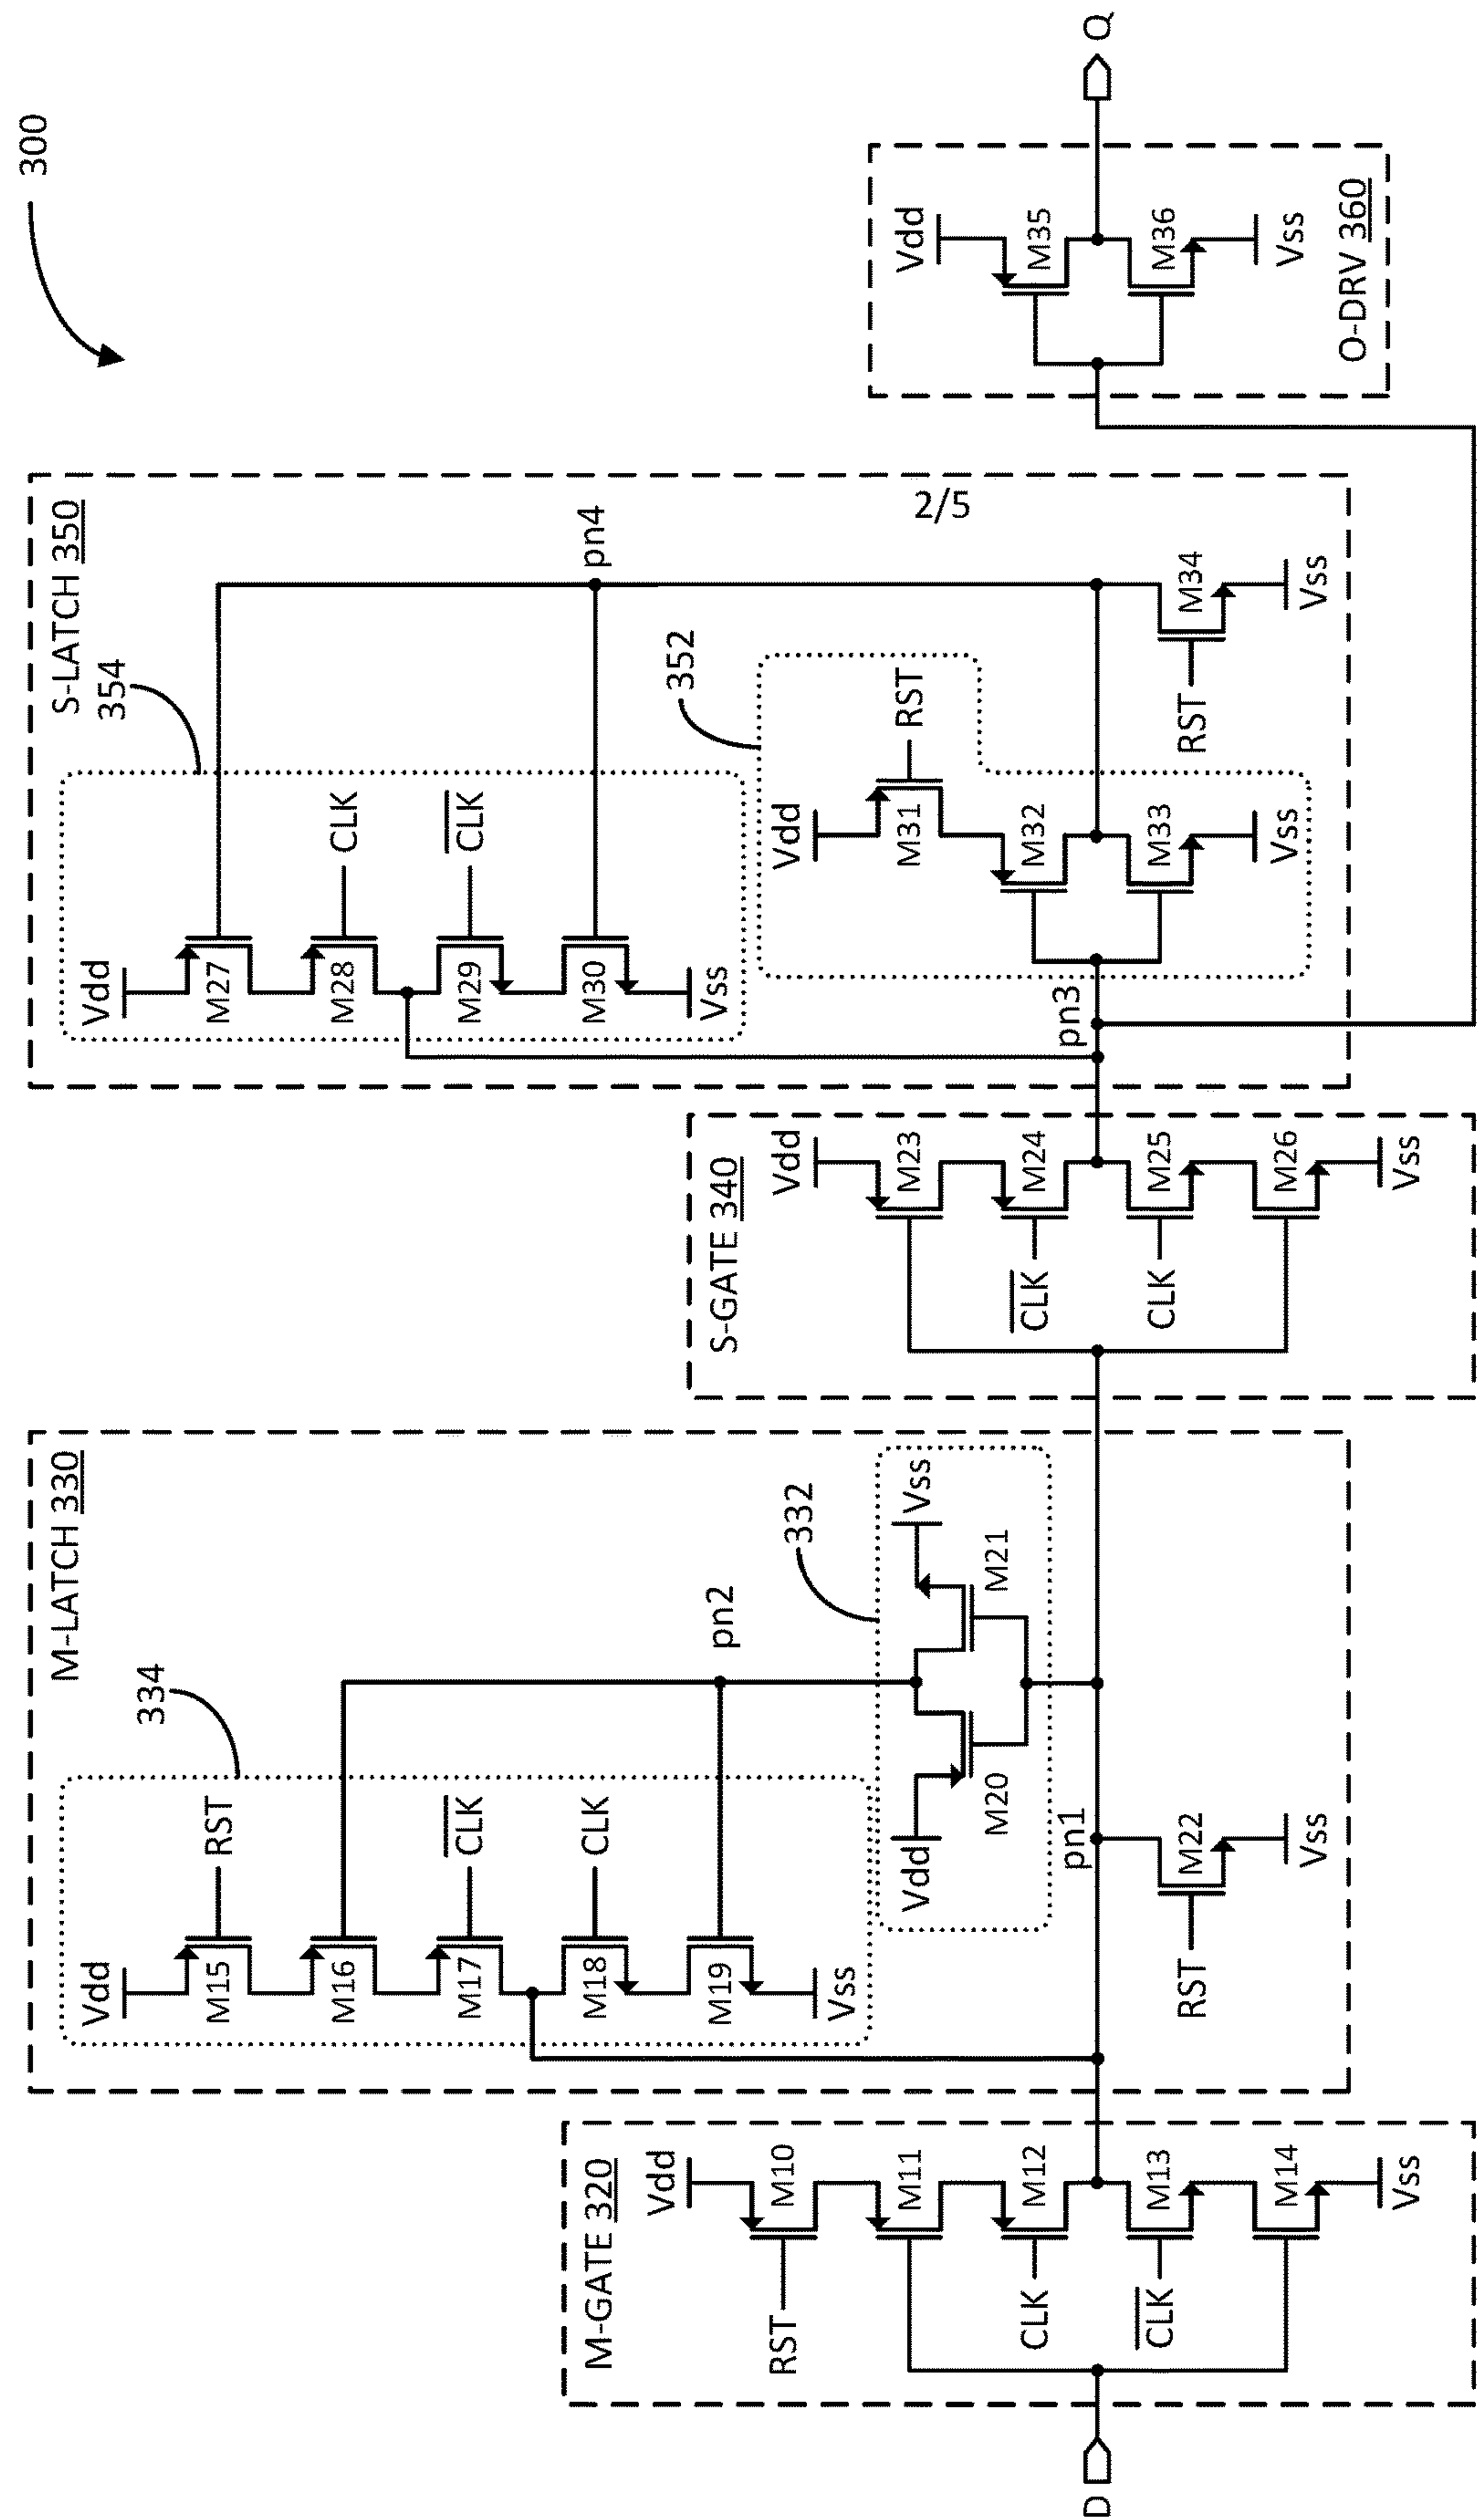 300
D
M-GATE 320
Vdd
RST
M10
M11
CLK
M12
CLK
M13
M14
Vss
M-LATCH 330
334
Vdd
RST
M15
M16
CLK
M17
CLK
M18
M19
Vss
pn2
332
Vdd
M20
M21
Vss
pn1
RST
M22
Vss
S-GATE 340
Vdd
M23
CLK
M24
CLK
M25
M26
Vss
S-LATCH 350
354
Vdd
M27
CLK
M28
CLK
M29
M30
Vss
pn4
352
Vdd
RST
M31
M32
M33
Vss
pn3
RST
M34
Vss
2/5
Vdd
M35
M36
Vss
O-DRV 360
Q